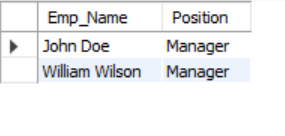 Emp_Name Position
John Doe Manager
William Wilson Manager